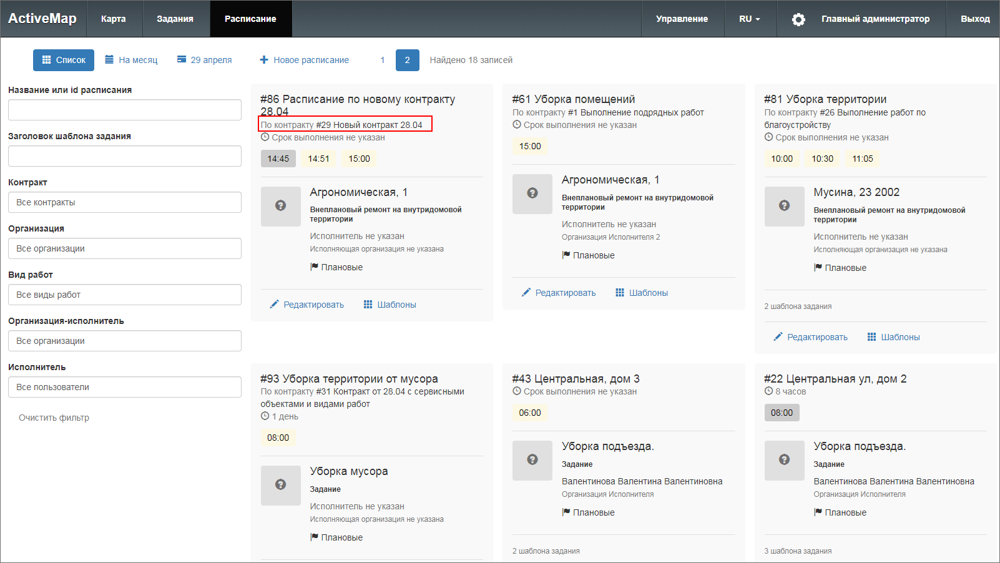 ActiveMap Карта Задания Расписание Управление RU Главный администратор Выход
Список На месяц 29 апреля Новое расписание 1 2 Найдено 18 записей
Название или id расписания
Заголовок шаблона задания
Контракт
Все контракты
Организация
Все организации
Вид работ
Все виды работ
Организация-исполнитель
Все организации
Исполнитель
Все пользователи
Очистить фильтр
#86 Расписание по новому контракту
28.04
По контракту #29 Новый контракт 28.04
Срок выполнения не указан
14:45 14:51 15:00
Агрономическая, 1
Внеплановый ремонт на внутридомовой
территории
Исполнитель не указан
Исполняющая организация не указана
Плановые
Редактировать Шаблоны
#61 Уборка помещений
По контракту #1 Выполнение подрядных работ
Срок выполнения не указан
15:00
Агрономическая, 1
Внеплановый ремонт на внутридомовой
территории
Исполнитель не указан
Организация Исполнителя 2
Плановые
Редактировать Шаблоны
#81 Уборка территории
По контракту #26 Выполнение работ по
благоустройству
Срок выполнения не указан
10:00 10:30 11:05
Мусина, 23 2002
Внеплановый ремонт на внутридомовой
территории
Исполнитель не указан
Исполняющая организация не указана
Плановые
2 шаблона задания
Редактировать Шаблоны
#93 Уборка территории от мусора
По контракту #31 Контракт от 28.04 с сервисными
объектами и видами работ
1 день
08:00
Уборка мусора
Задание
Исполнитель не указан
Исполняющая организация не указана
Плановые
#43 Центральная, дом 3
Срок выполнения не указан
06:00
Уборка подъезда.
Задание
Валентинова Валентина Валентиновна
Организация Исполнителя
Плановые
2 шаблона задания
#22 Центральная ул, дом 2
8 часов
08:00
Уборка подъезда.
Задание
Валентинова Валентина Валентиновна
Организация Исполнителя
Плановые
3 шаблона задания